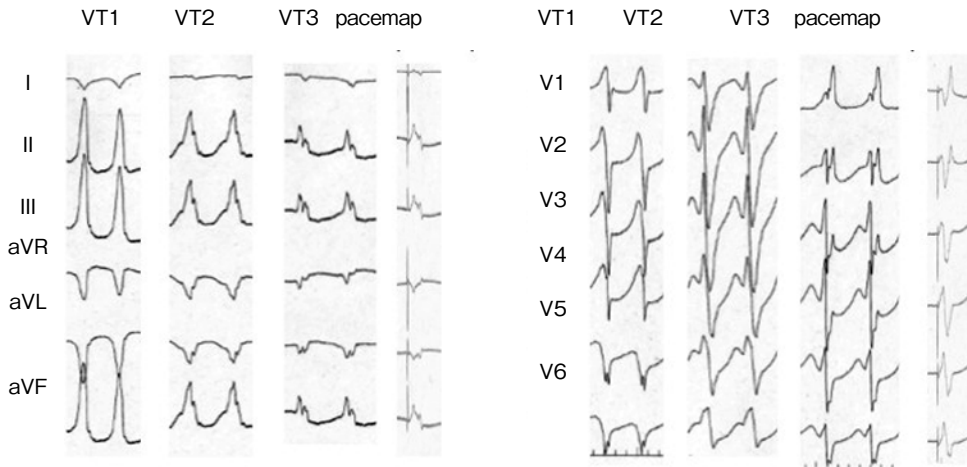 VT1 VT2 VT3 pacemap VT1 VT2 VT3 pacemap
I
II
III
aVR
aVL
aVF
V1
V2
V3
V4
V5
V6